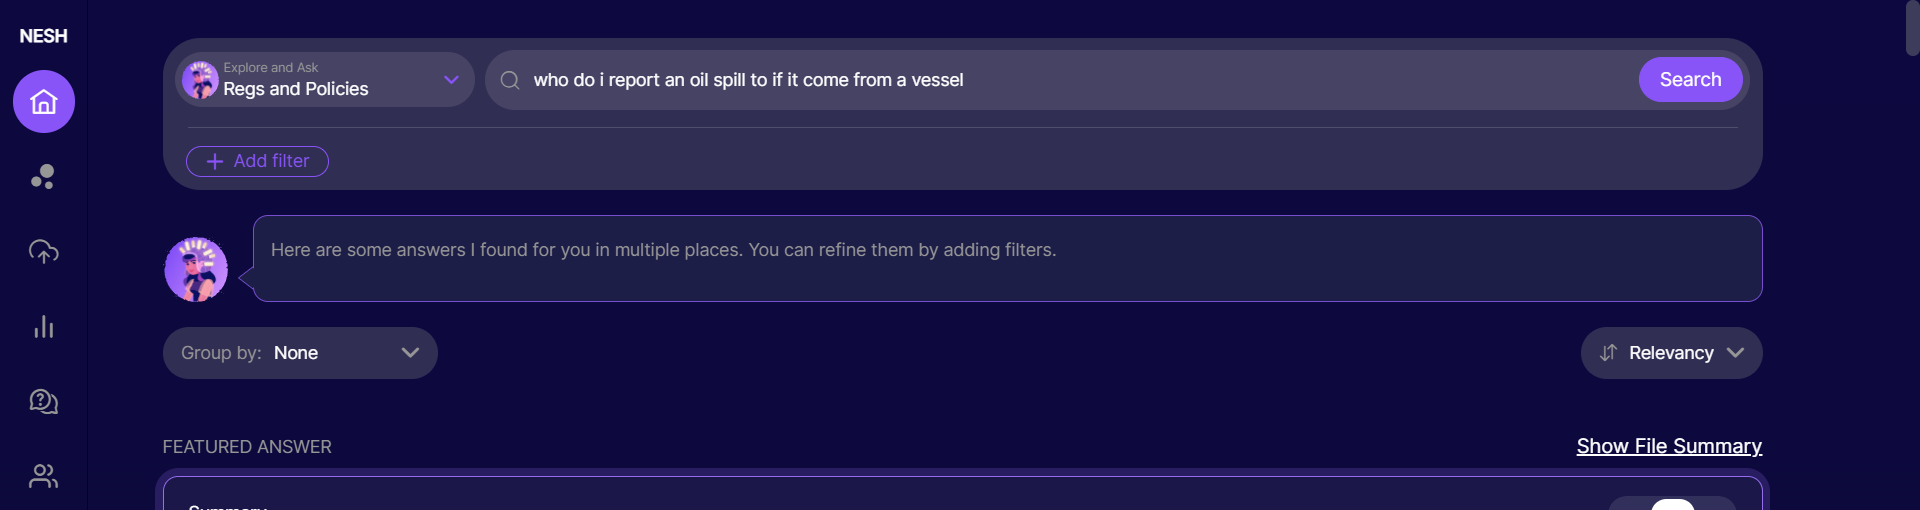 NESH
Explore and Ask
Regs and Policies
who do i report an oil spill to if it come from a vessel
Search
Add filter
Here are some answers I found for you in multiple places. You can refine them by adding filters.
Group by: None
Relevancy
FEATURED ANSWER
Show File Summary
Summary